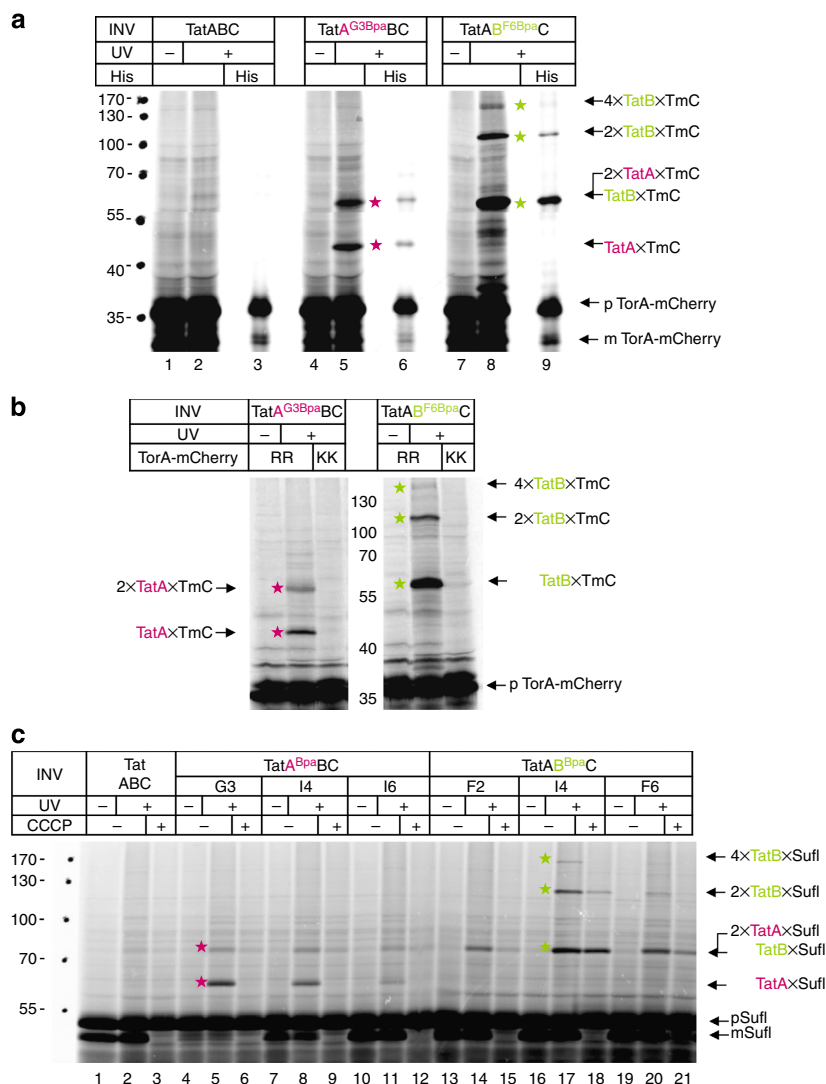 a
INV TatABC TatAG3BpaBC TatABF6BpaC
UV – + – + – +
His His His His
170 -
130 -
100 -
70 -
55 -
40 -
35 -
4×TatB×TmC
2×TatB×TmC
2×TatA×TmC
TatB×TmC
TatA×TmC
p TorA-mCherry
m TorA-mCherry
1 2 3 4 5 6 7 8 9
b
INV TatAG3BpaBC TatABF6BpaC
UV – + – +
TorA-mCherry RR KK RR KK
130
100
70
55
40
35
2×TatA×TmC
TatA×TmC
4×TatB×TmC
2×TatB×TmC
TatB×TmC
p TorA-mCherry
c
INV Tat ABC TatABpaBC TatABBpaC
G3 I4 I6 F2 I4 F6
UV – + – + – + – + – + – + – +
CCCP – + – + – + – + – + – + – +
170 -
130 -
100 -
70 -
55 -
4×TatB×SufI
2×TatB×SufI
2×TatA×SufI
TatB×SufI
TatA×SufI
pSufI
mSufI
1 2 3 4 5 6 7 8 9 10 11 12 13 14 15 16 17 18 19 20 21